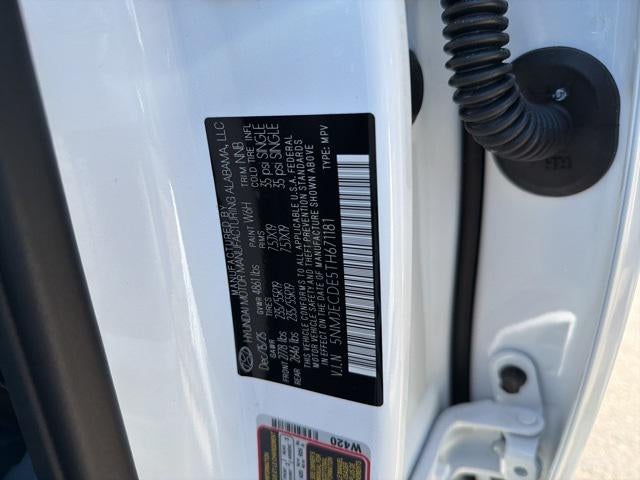 MANUFACTURED BY
HYUNDAI MOTOR MANUFACTURING ALABAMA, LLC
Dec/15/25 PAINT W6H TRIM NNB
GVWR 4861 lbs
GAWR TIRES RIMS COLD TIRE INFL
FRONT 2778 lbs 235/55R19 7.5JX19 35 psi SINGLE
REAR 2646 lbs 235/55R19 7.5JX19 35 psi SINGLE
THIS VEHICLE CONFORMS TO ALL APPLICABLE U.S.A. FEDERAL
MOTOR VEHICLE SAFETY AND THEFT PREVENTION STANDARDS
IN EFFECT ON THE DATE OF MANUFACTURE SHOWN ABOVE
V.I.N 5NMJECDE5TH671181 TYPE: MPV
W420